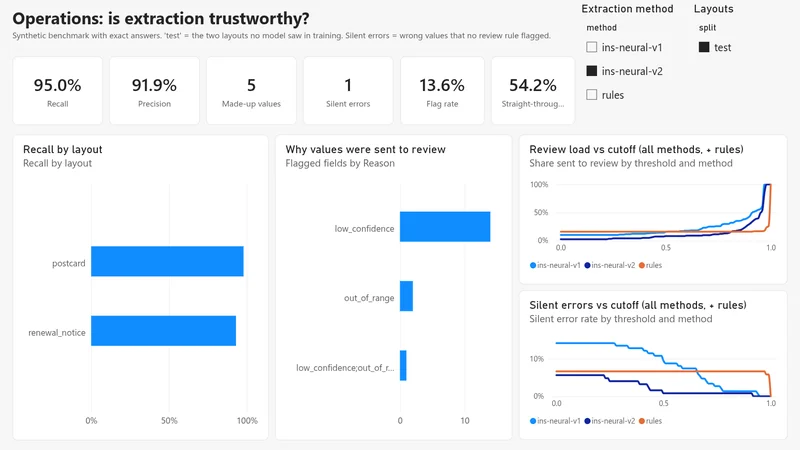 Operations: is extraction trustworthy?
Synthetic benchmark with exact answers. 'test' = the two layouts no model saw in training. Silent errors = wrong values that no review rule flagged.
Extraction method
method
ins-neural-v1
ins-neural-v2
rules
Layouts
split
test
95.0%
Recall
91.9%
Precision
5
Made-up values
1
Silent errors
13.6%
Flag rate
54.2%
Straight-throug...
Recall by layout
Recall by layout
postcard
renewal_notice
0%
50%
100%
Why values were sent to review
Flagged fields by Reason
low_confidence
out_of_range
low_confidence;out_of_r...
0
10
Review load vs cutoff (all methods, + rules)
Share sent to review by threshold and method
100%
50%
0%
0.0
0.5
1.0
ins-neural-v1
ins-neural-v2
rules
Silent errors vs cutoff (all methods, + rules)
Silent error rate by threshold and method
10%
0%
0.0
0.5
1.0
ins-neural-v1
ins-neural-v2
rules